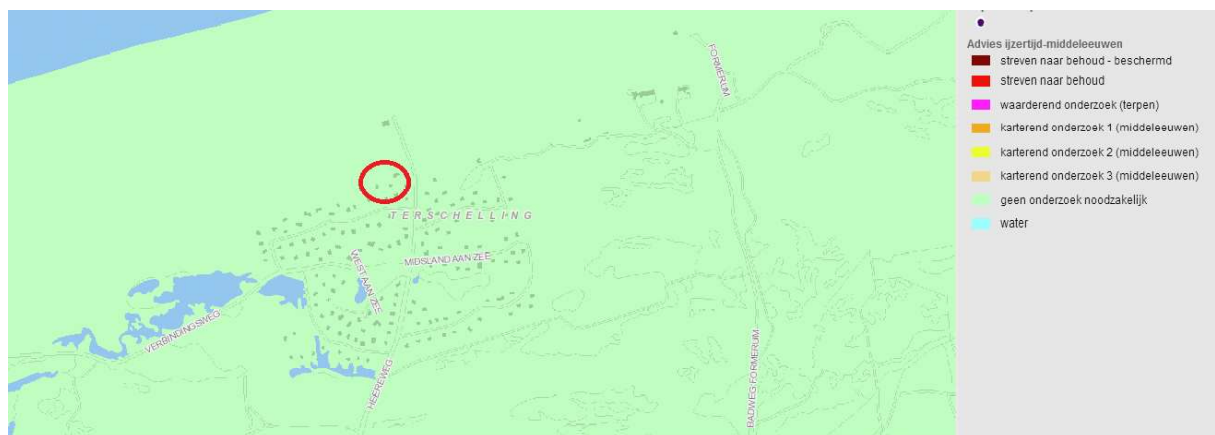 FORMERUM
TERSCHELLING
MIDSLAND AAN ZEE
WEST AAN ZEE
VERBINDINGSWEG
HEEREWEG
BADWEG FORMERUM
Advies ijzertijd-middeleeuwen
streven naar behoud - beschermd
streven naar behoud
waarderend onderzoek (terpen)
karterend onderzoek 1 (middeleeuwen)
karterend onderzoek 2 (middeleeuwen)
karterend onderzoek 3 (middeleeuwen)
geen onderzoek noodzakelijk
water